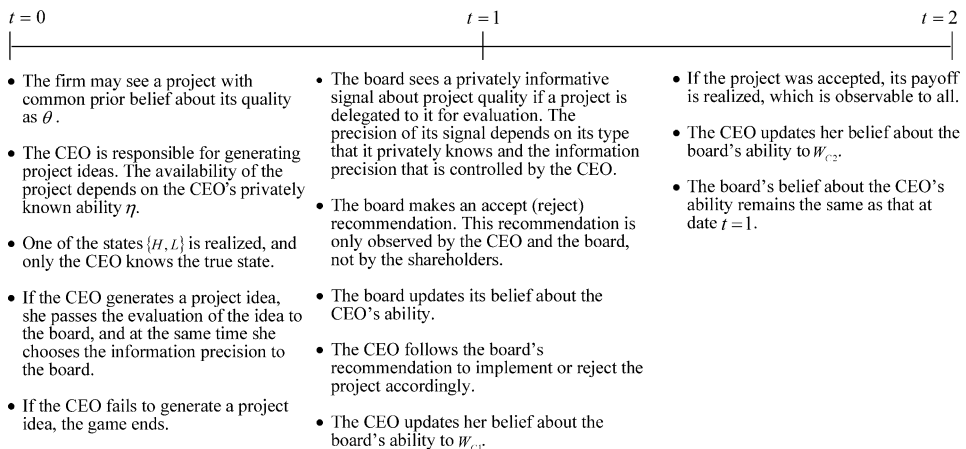 t = 0
t = 1
t = 2
• The firm may see a project with
common prior belief about its quality
as θ .
• The CEO is responsible for generating
project ideas. The availability of the
project depends on the CEO's privately
known ability η.
• One of the states {H, L} is realized, and
only the CEO knows the true state.
• If the CEO generates a project idea,
she passes the evaluation of the idea to
the board, and at the same time she
chooses the information precision to
the board.
• If the CEO fails to generate a project
idea, the game ends.
• The board sees a privately informative
signal about project quality if a project is
delegated to it for evaluation. The
precision of its signal depends on its type
that it privately knows and the information
precision that is controlled by the CEO.
• The board makes an accept (reject)
recommendation. This recommendation is
only observed by the CEO and the board,
not by the shareholders.
• The board updates its belief about the
CEO's ability.
• The CEO follows the board's
recommendation to implement or reject the
project accordingly.
• The CEO updates her belief about the
board's ability to W_{C1}.
• If the project was accepted, its payoff
is realized, which is observable to all.
• The CEO updates her belief about the
board's ability to W_{C2}.
• The board's belief about the CEO's
ability remains the same as that at
date t = 1.